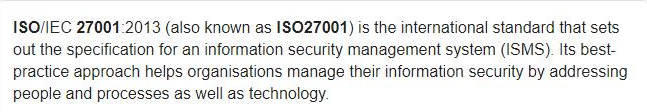 ISO/IEC 27001:2013 (also known as ISO27001) is the international standard that sets
out the specification for an information security management system (ISMS). Its best-
practice approach helps organisations manage their information security by addressing
people and processes as well as technology.